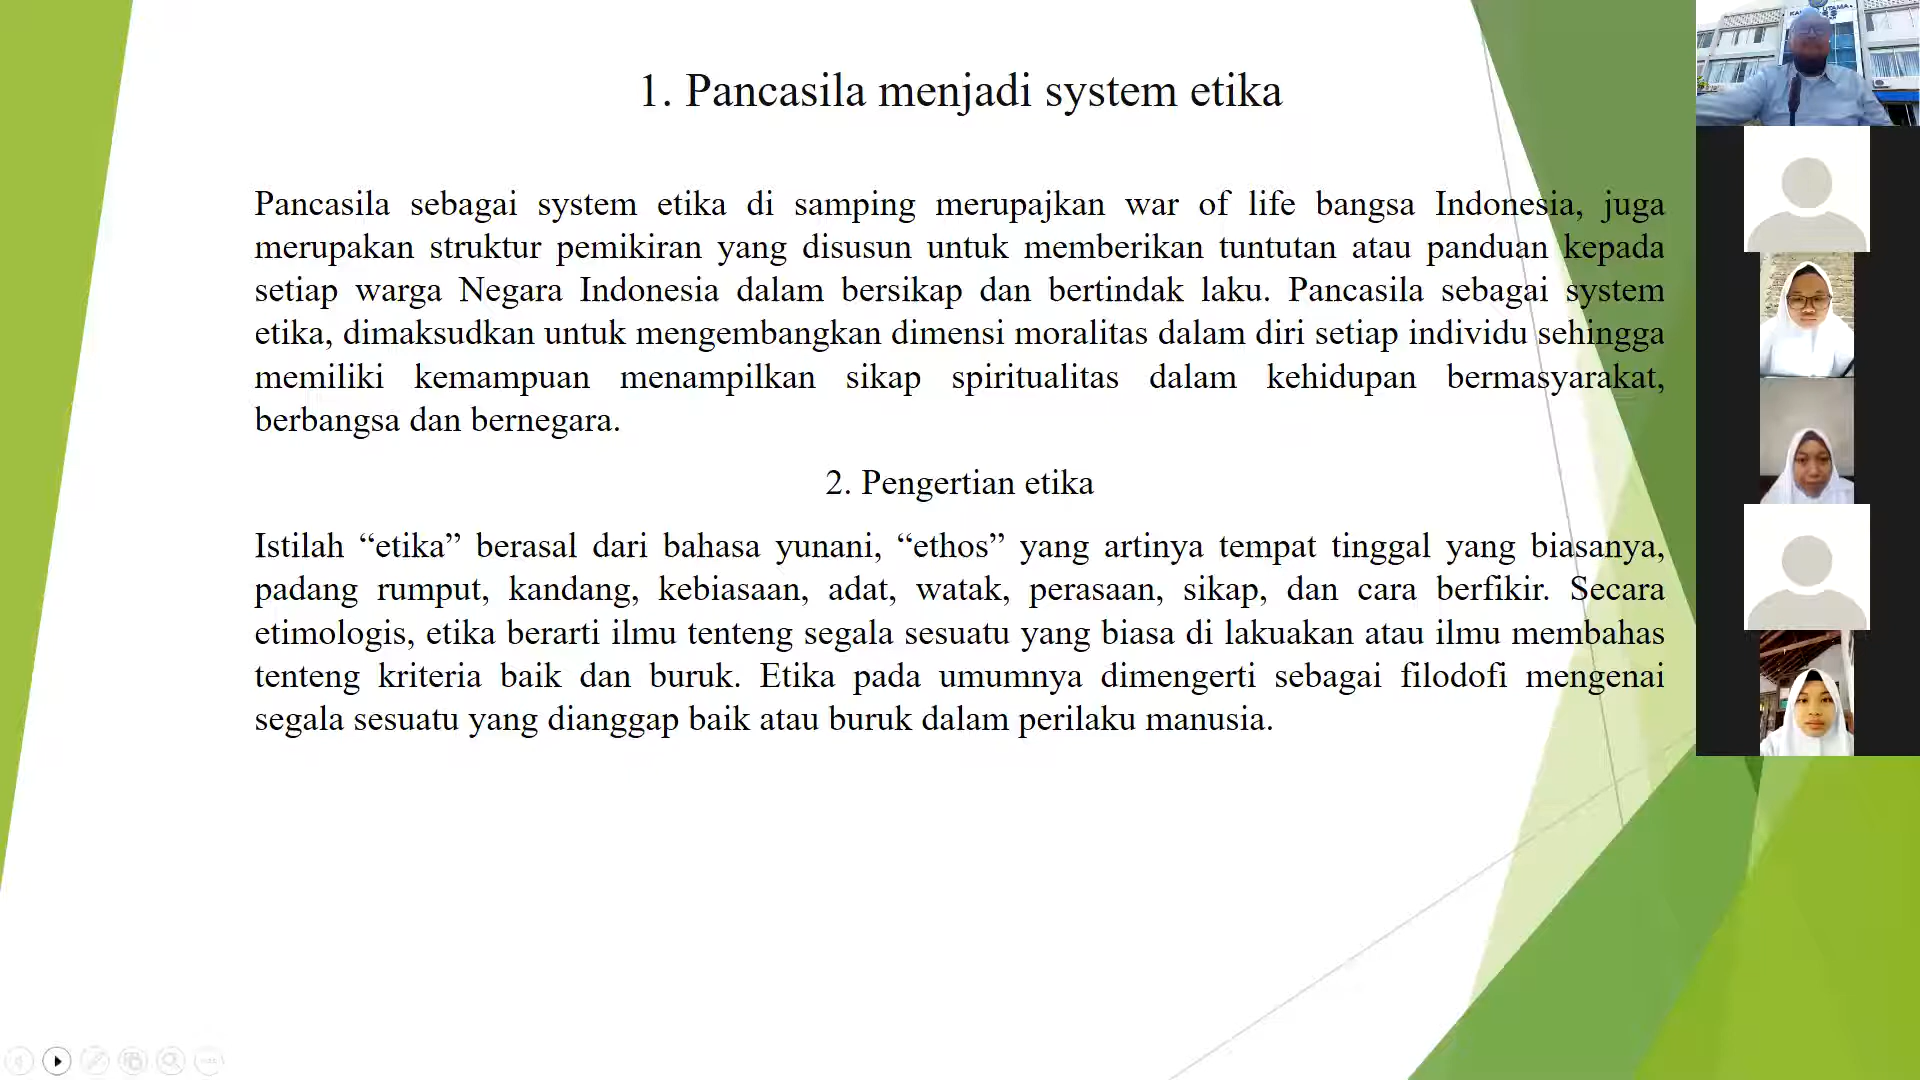 1. Pancasila menjadi system etika
Pancasila sebagai system etika di samping merupajkan war of life bangsa Indonesia, juga
merupakan struktur pemikiran yang disusun untuk memberikan tuntutan atau panduan kepada
setiap warga Negara Indonesia dalam bersikap dan bertindak laku. Pancasila sebagai system
etika, dimaksudkan untuk mengembangkan dimensi moralitas dalam diri setiap individu sehingga
memiliki kemampuan menampilkan sikap spiritualitas dalam kehidupan bermasyarakat,
berbangsa dan bernegara.
2. Pengertian etika
Istilah “etika” berasal dari bahasa yunani, “ethos” yang artinya tempat tinggal yang biasanya,
padang rumput, kandang, kebiasaan, adat, watak, perasaan, sikap, dan cara berfikir. Secara
etimologis, etika berarti ilmu tenteng segala sesuatu yang biasa di lakuakan atau ilmu membahas
tenteng kriteria baik dan buruk. Etika pada umumnya dimengerti sebagai filodofi mengenai
segala sesuatu yang dianggap baik atau buruk dalam perilaku manusia.